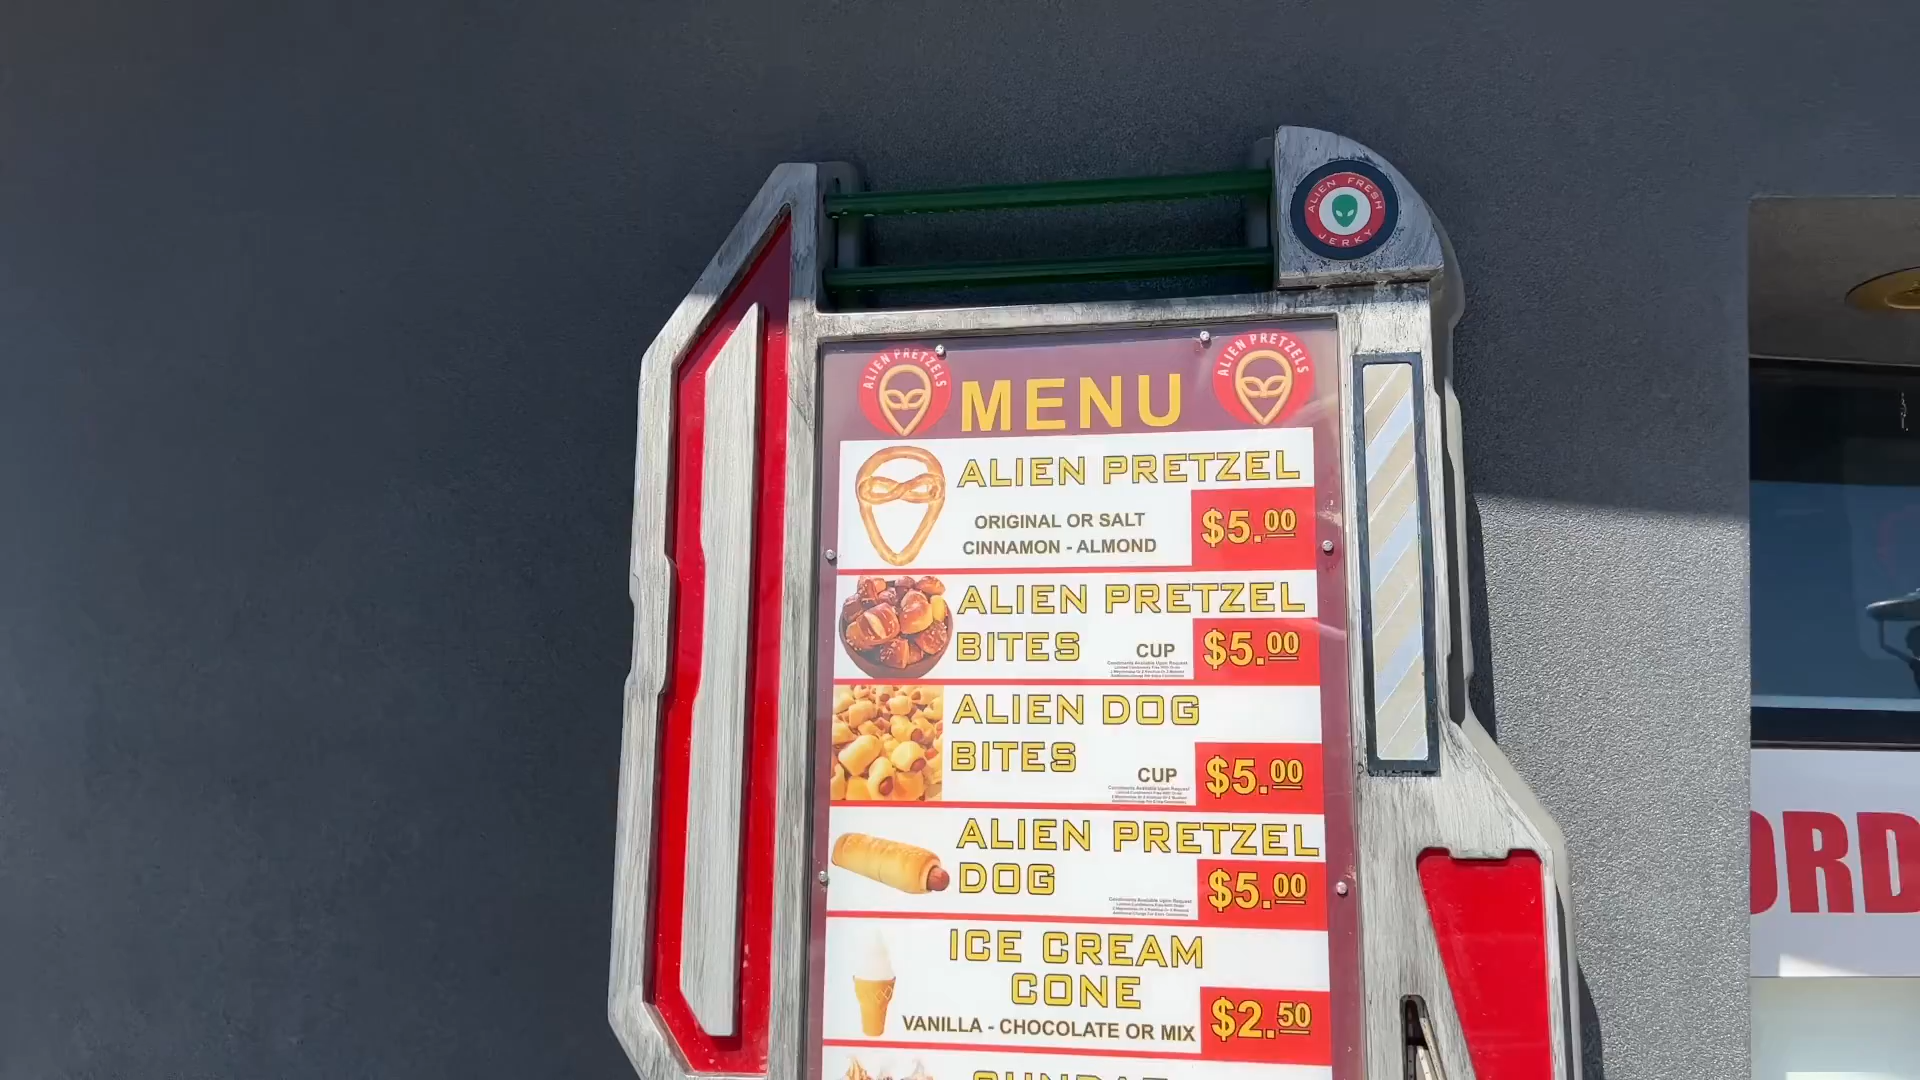 ALIEN FRESH
JERKY
ALIEN PRETZELS
MENU
ALIEN PRETZELS
ALIEN PRETZEL
ORIGINAL OR SALT
CINNAMON - ALMOND
$5.00
ALIEN PRETZEL
BITES
CUP
$5.00
ALIEN DOG
BITES
CUP
$5.00
ALIEN PRETZEL
DOG
$5.00
ICE CREAM
CONE
VANILLA - CHOCOLATE OR MIX
$2.50